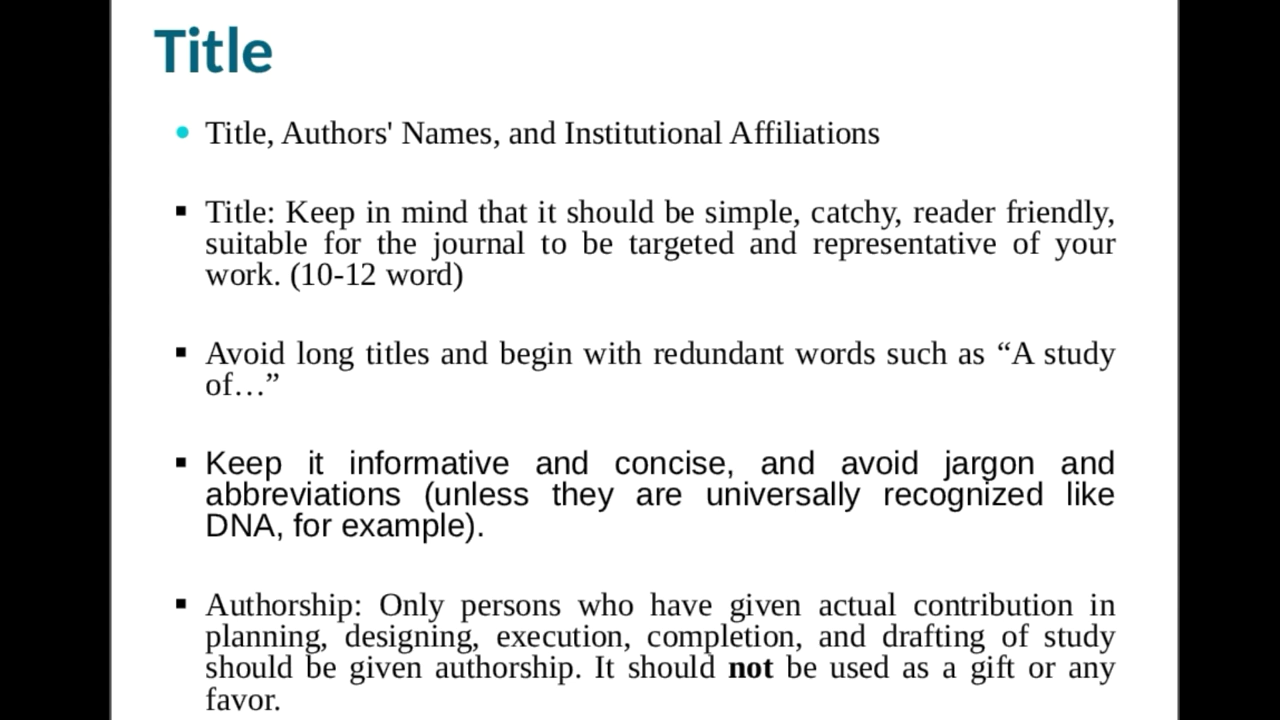 Title
Title, Authors' Names, and Institutional Affiliations
Title: Keep in mind that it should be simple, catchy, reader friendly,
suitable for the journal to be targeted and representative of your
work. (10-12 word)
Avoid long titles and begin with redundant words such as “A study
of…”
Keep it informative and concise, and avoid jargon and
abbreviations (unless they are universally recognized like
DNA, for example).
Authorship: Only persons who have given actual contribution in
planning, designing, execution, completion, and drafting of study
should be given authorship. It should not be used as a gift or any
favor.